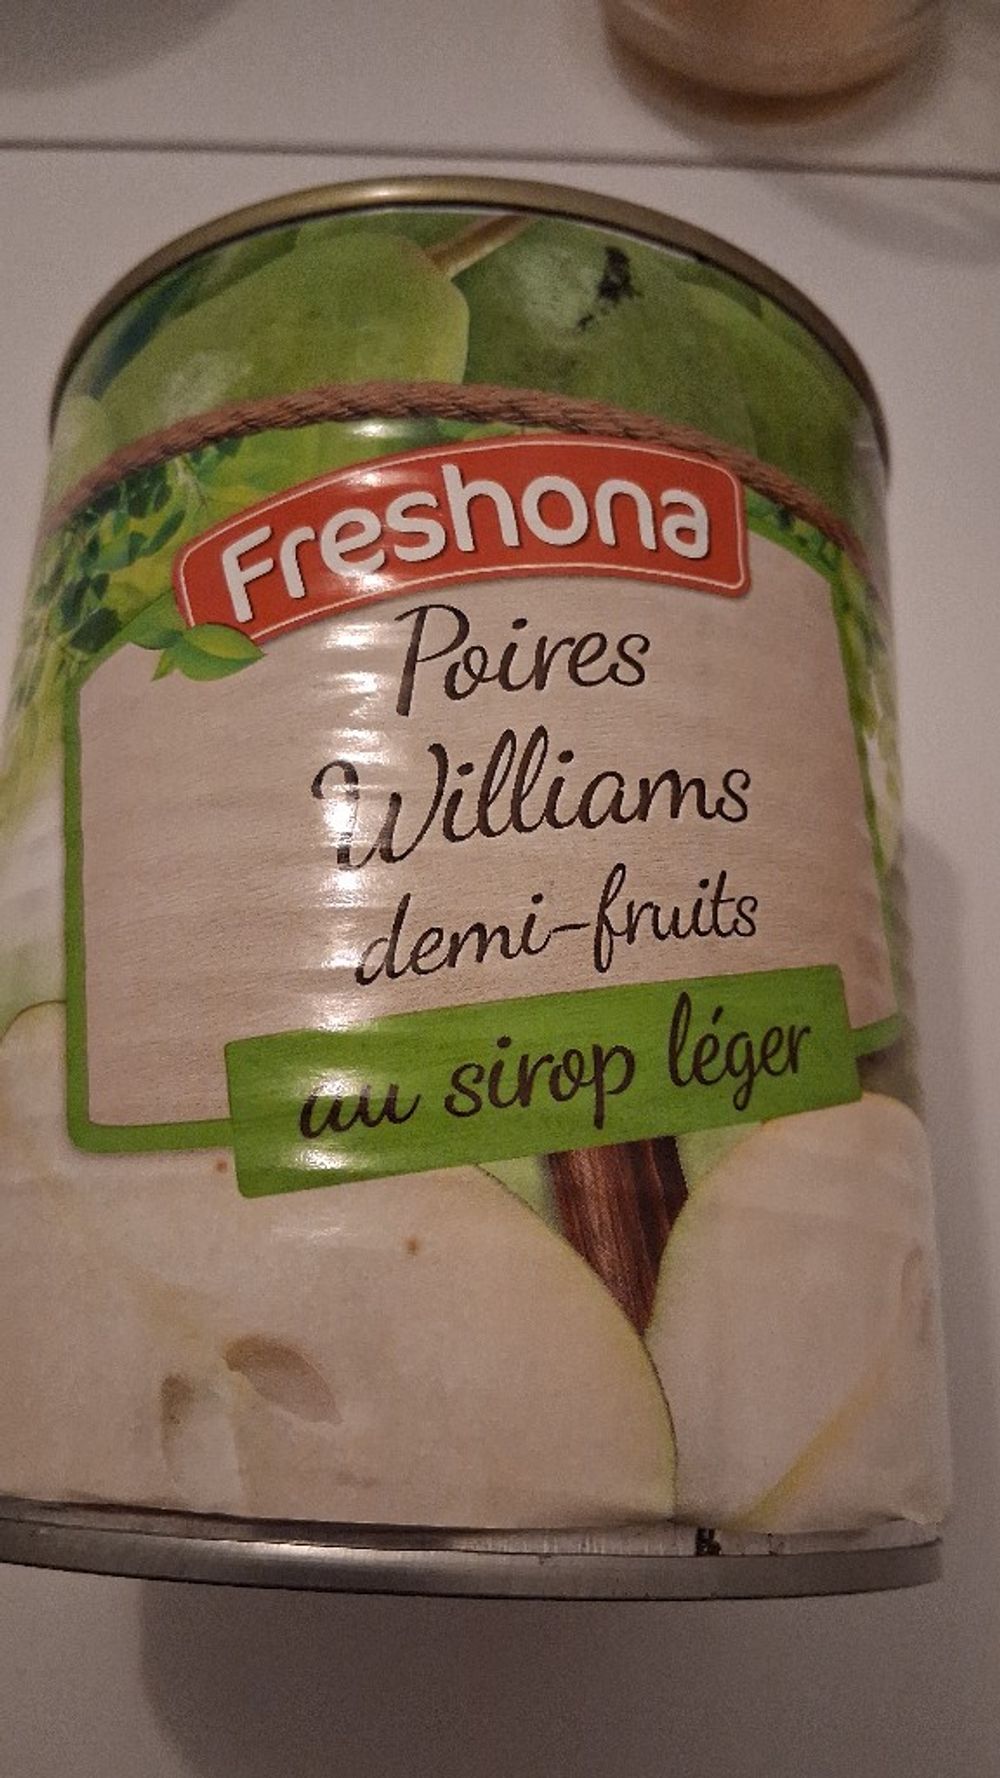 Freshona
Poires
Williams
demi-fruits
au sirop léger